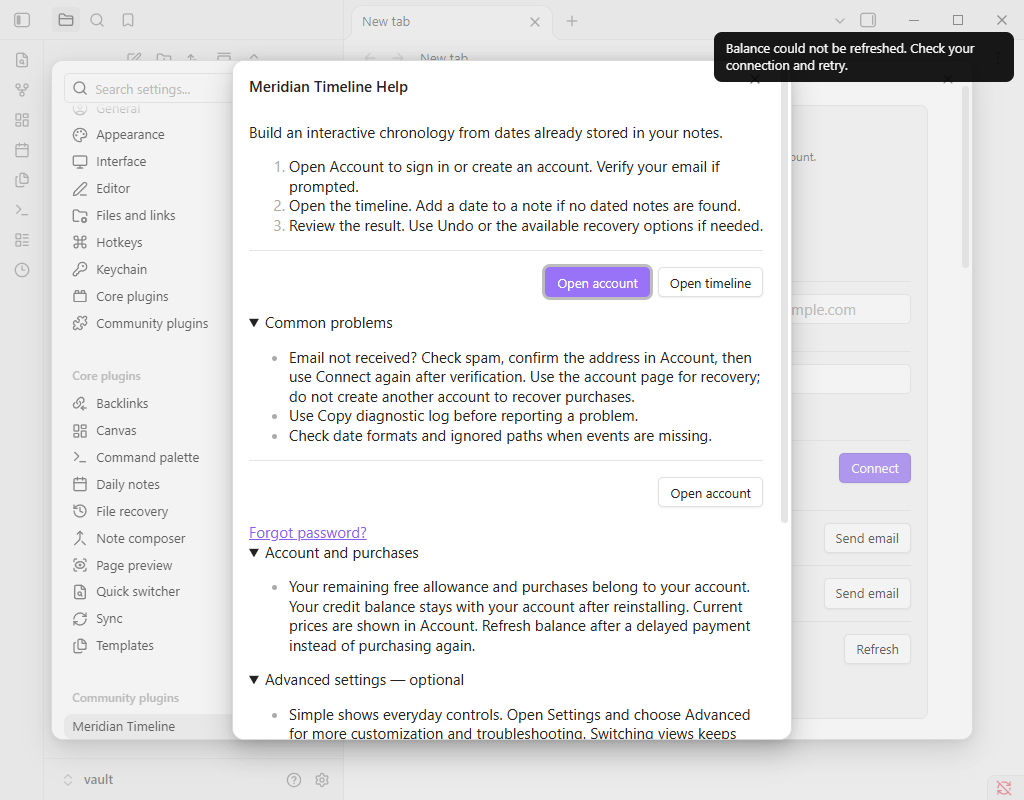 New tab
New tab
Balance could not be refreshed. Check your
connection and retry.
Search settings...
General
Appearance
Interface
Editor
Files and links
Hotkeys
Keychain
Core plugins
Community plugins
Core plugins
Backlinks
Canvas
Command palette
Daily notes
File recovery
Note composer
Page preview
Quick switcher
Sync
Templates
Community plugins
Meridian Timeline
vault
Meridian Timeline Help
Build an interactive chronology from dates already stored in your notes.
1. Open Account to sign in or create an account. Verify your email if
prompted.
2. Open the timeline. Add a date to a note if no dated notes are found.
3. Review the result. Use Undo or the available recovery options if needed.
Open account
Open timeline
Common problems
Email not received? Check spam, confirm the address in Account, then
use Connect again after verification. Use the account page for recovery;
do not create another account to recover purchases.
Use Copy diagnostic log before reporting a problem.
Check date formats and ignored paths when events are missing.
Open account
Forgot password?
Account and purchases
Your remaining free allowance and purchases belong to your account.
Your credit balance stays with your account after reinstalling. Current
prices are shown in Account. Refresh balance after a delayed payment
instead of purchasing again.
Advanced settings — optional
Simple shows everyday controls. Open Settings and choose Advanced
for more customization and troubleshooting. Switching views keeps
Connect
Send email
Send email
Refresh